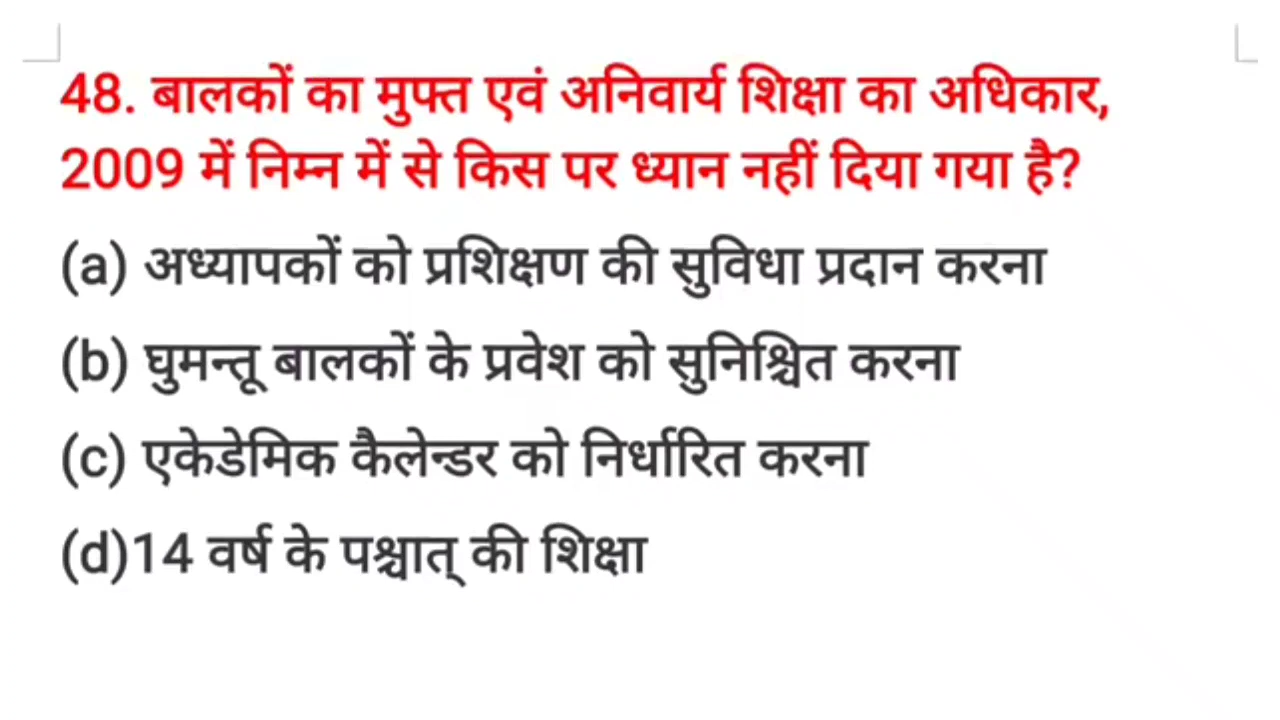 48. बालकों का मुफ्त एवं अनिवार्य शिक्षा का अधिकार,
2009 में निम्न में से किस पर ध्यान नहीं दिया गया है?
(a) अध्यापकों को प्रशिक्षण की सुविधा प्रदान करना
(b) घुमन्तू बालकों के प्रवेश को सुनिश्चित करना
(c) एकेडेमिक कैलेन्डर को निर्धारित करना
(d)14 वर्ष के पश्चात् की शिक्षा